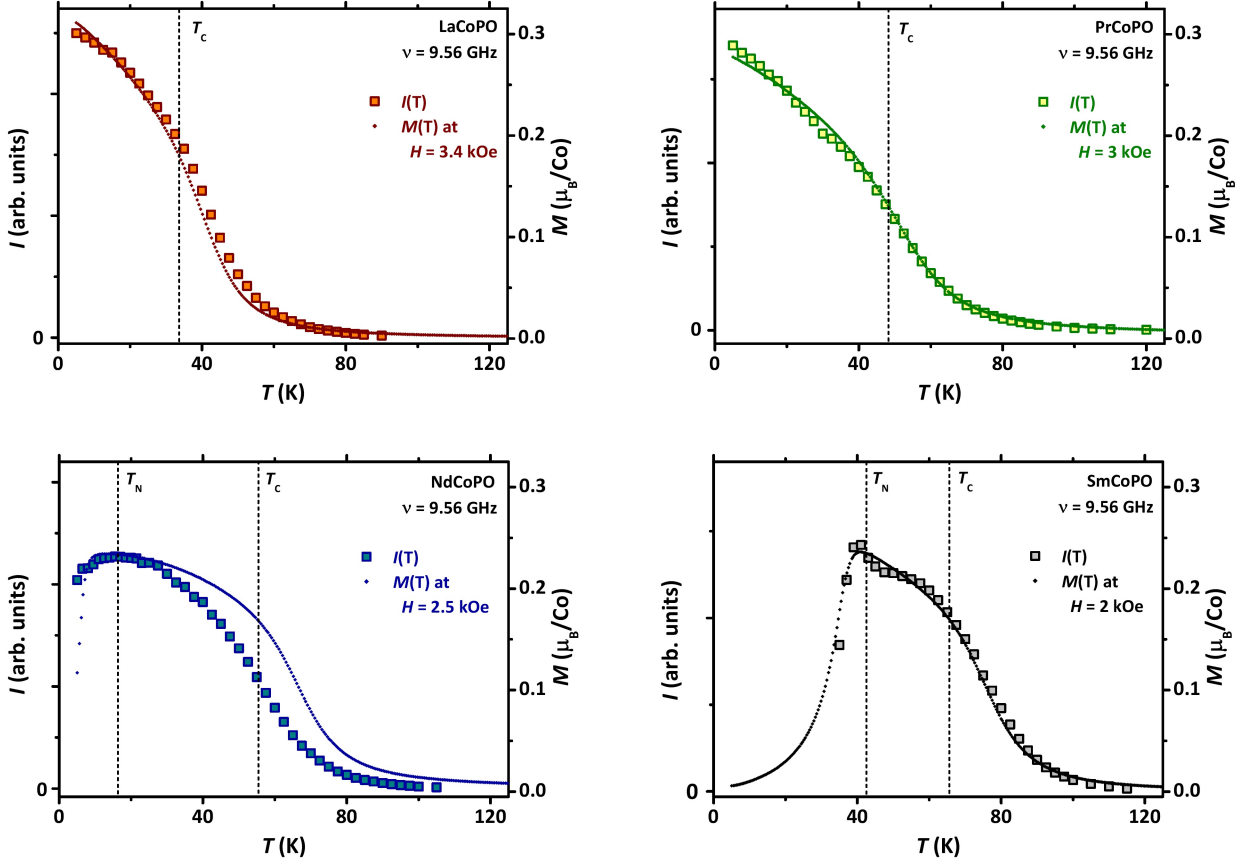 LaCoPO
ν = 9.56 GHz
T_C
I(T)
M(T) at
H = 3.4 kOe
I (arb. units)
0
0.3
0.2
0.1
0.0
M (μ_B/Co)
0 40 80 120
T (K)
PrCoPO
ν = 9.56 GHz
T_C
I(T)
M(T) at
H = 3 kOe
I (arb. units)
0
0.3
0.2
0.1
0.0
M (μ_B/Co)
0 40 80 120
T (K)
NdCoPO
ν = 9.56 GHz
T_N T_C
I(T)
M(T) at
H = 2.5 kOe
I (arb. units)
0
0.3
0.2
0.1
0.0
M (μ_B/Co)
0 40 80 120
T (K)
SmCoPO
ν = 9.56 GHz
T_N T_C
I(T)
M(T) at
H = 2 kOe
I (arb. units)
0
0.3
0.2
0.1
0.0
M (μ_B/Co)
0 40 80 120
T (K)